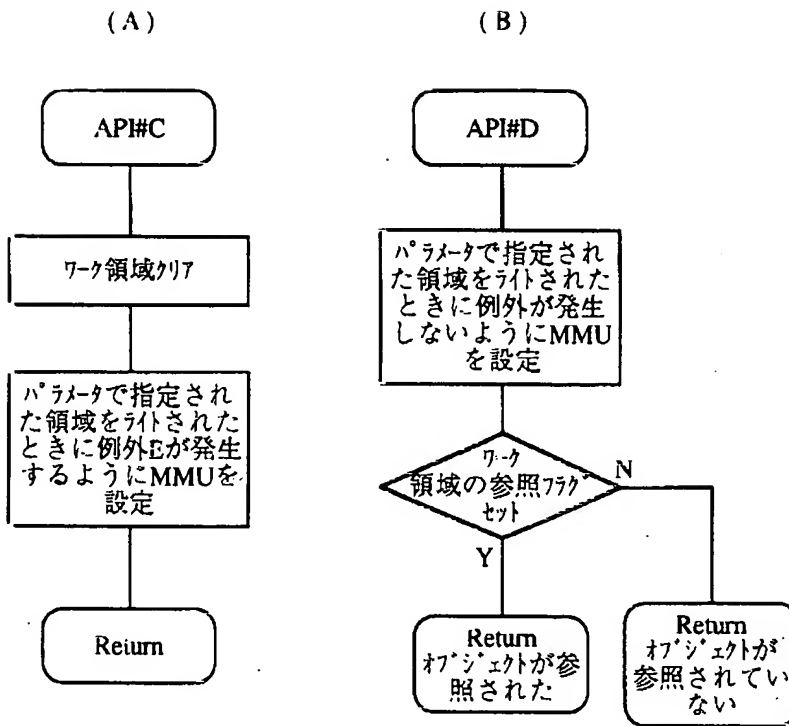 (A)
API#C
ワーク領域クリア
パラメータで指定され
た領域をライトされた
ときに例外Eが発生
するようにMMUを
設定
Return
(B)
API#D
パラメータで指定され
た領域をライトされた
ときに例外が発生
しないようにMMU
を設定
ワーク
領域の参照フラグ
セット
N
Y
Return
オブジェクトが参
照された
Return
オブジェクトが
参照されてい
ない